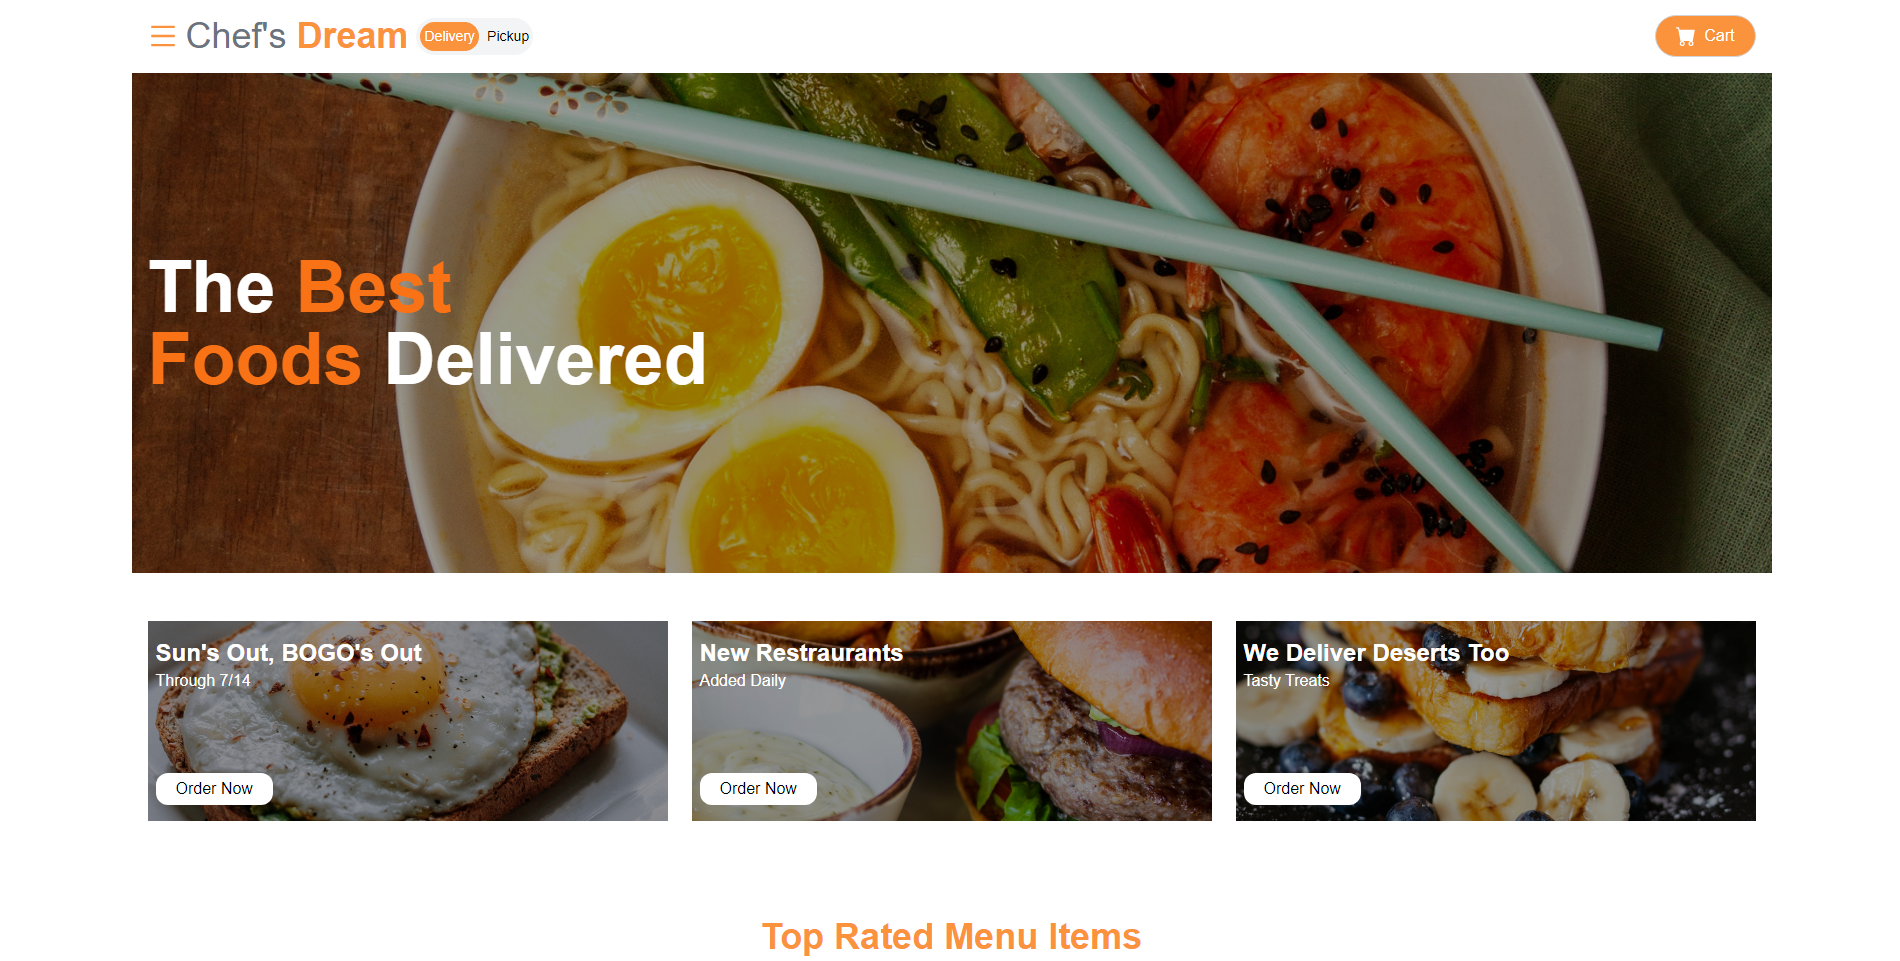 Chef's Dream Delivery Pickup Cart
The Best
Foods Delivered
Sun's Out, BOGO's Out
Through 7/14
Order Now
New Restraurants
Added Daily
Order Now
We Deliver Deserts Too
Tasty Treats
Order Now
Top Rated Menu Items